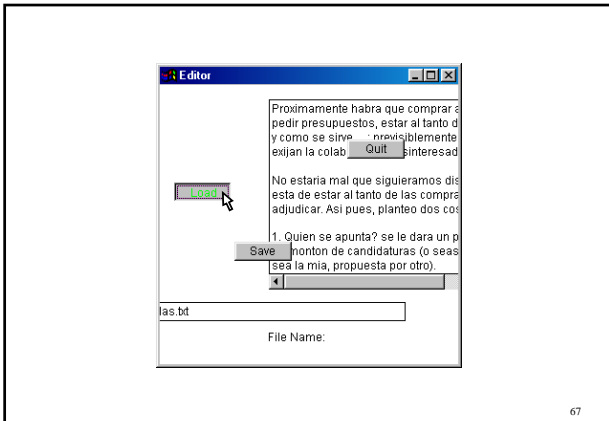 Editor
Proximamente habra que comprar a
pedir presupuestos, estar al tanto d
y como se sirve : previsiblemente
exijan la colab Quit sinteresad
No estaria mal que siguieramos dis
Load
esta de estar al tanto de las compra
adjudicar. Asi pues, planteo dos cos
1. Quien se apunta? se le dara un p
Save monton de candidaturas (o seas
sea la mia, propuesta por otro).
las.txt
File Name:
67